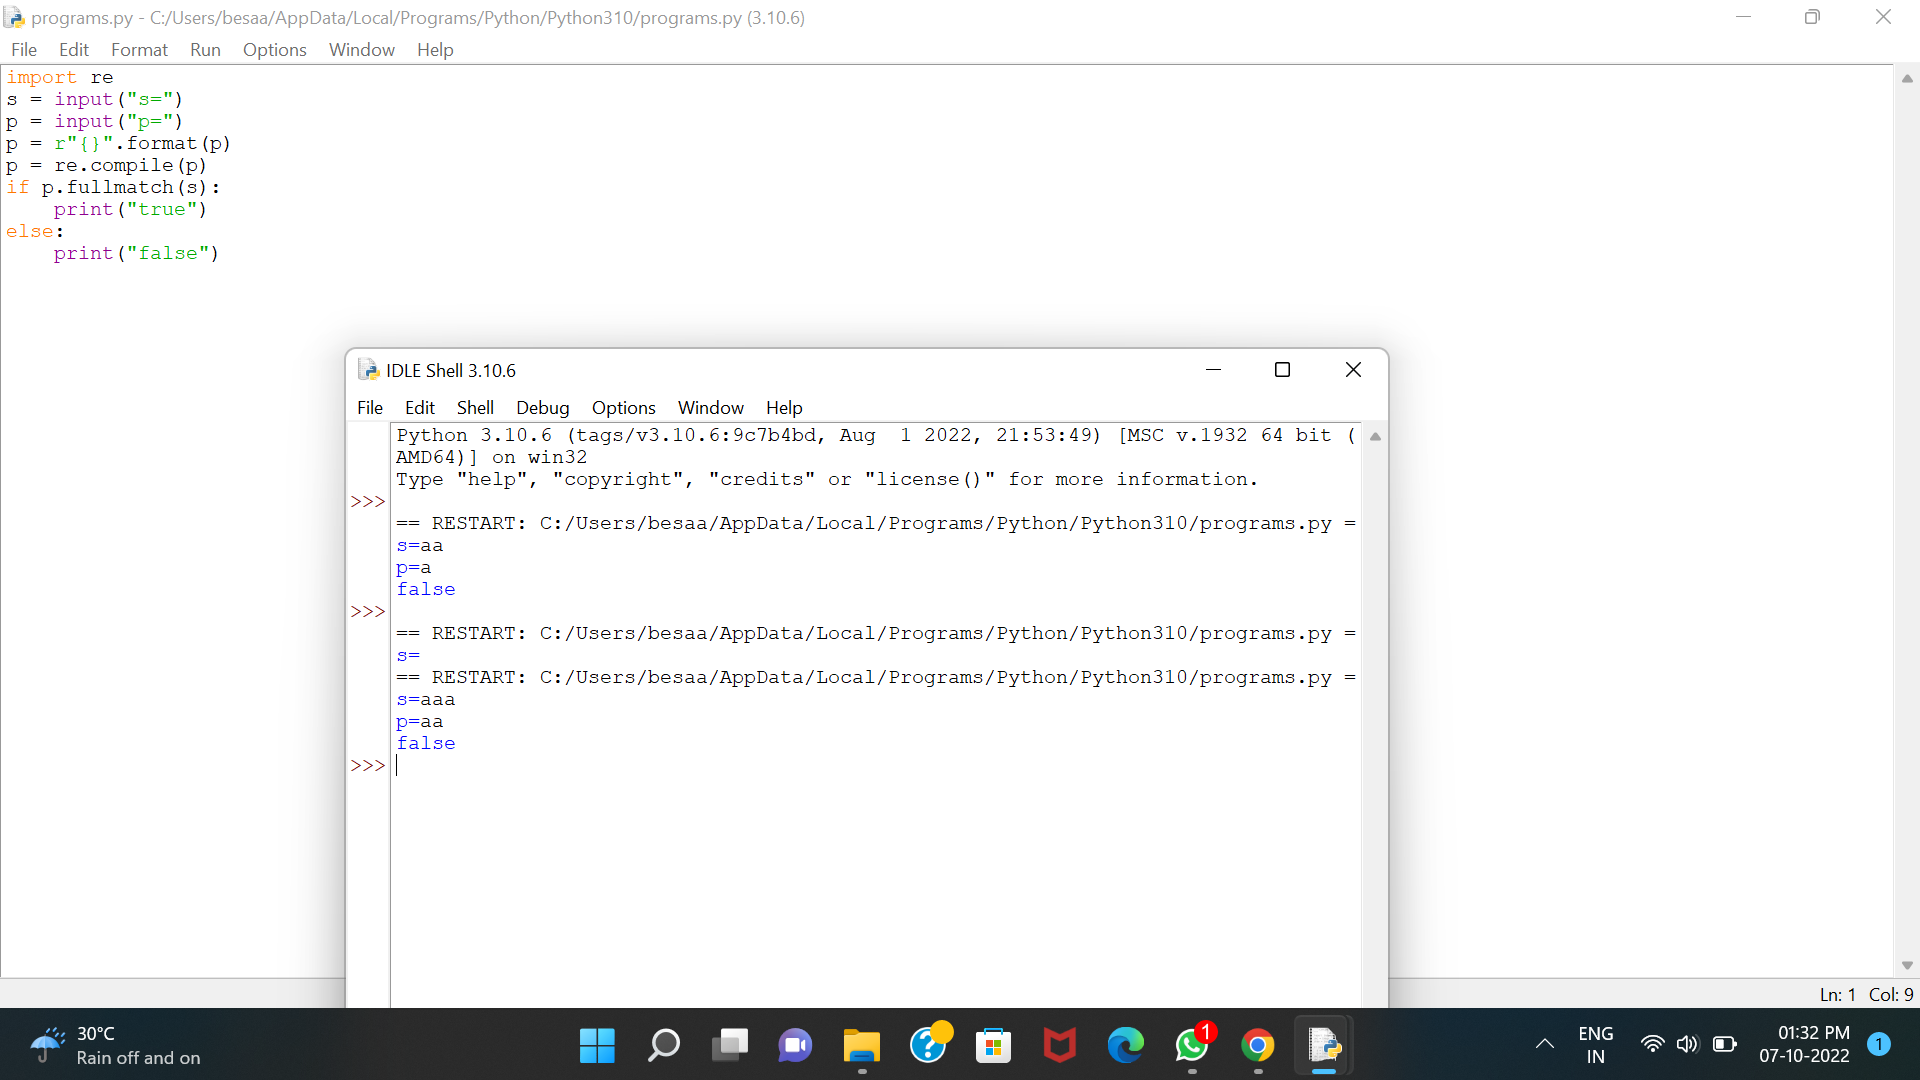 programs.py - C:/Users/besaa/AppData/Local/Programs/Python/Python310/programs.py (3.10.6)
File Edit Format Run Options Window Help
import re
s = input("s=")
p = input("p=")
p = r"{}".format(p)
p = re.compile(p)
if p.fullmatch(s):
    print("true")
else:
    print("false")
IDLE Shell 3.10.6
File Edit Shell Debug Options Window Help
Python 3.10.6 (tags/v3.10.6:9c7b4bd, Aug  1 2022, 21:53:49) [MSC v.1932 64 bit (
AMD64)] on win32
Type "help", "copyright", "credits" or "license()" for more information.
>>>
== RESTART: C:/Users/besaa/AppData/Local/Programs/Python/Python310/programs.py =
s=aa
p=a
false
>>>
== RESTART: C:/Users/besaa/AppData/Local/Programs/Python/Python310/programs.py =
s=
== RESTART: C:/Users/besaa/AppData/Local/Programs/Python/Python310/programs.py =
s=aaa
p=aa
false
>>>
Ln: 1 Col: 9
30°C
Rain off and on
1
ENG
IN
01:32 PM
07-10-2022
1